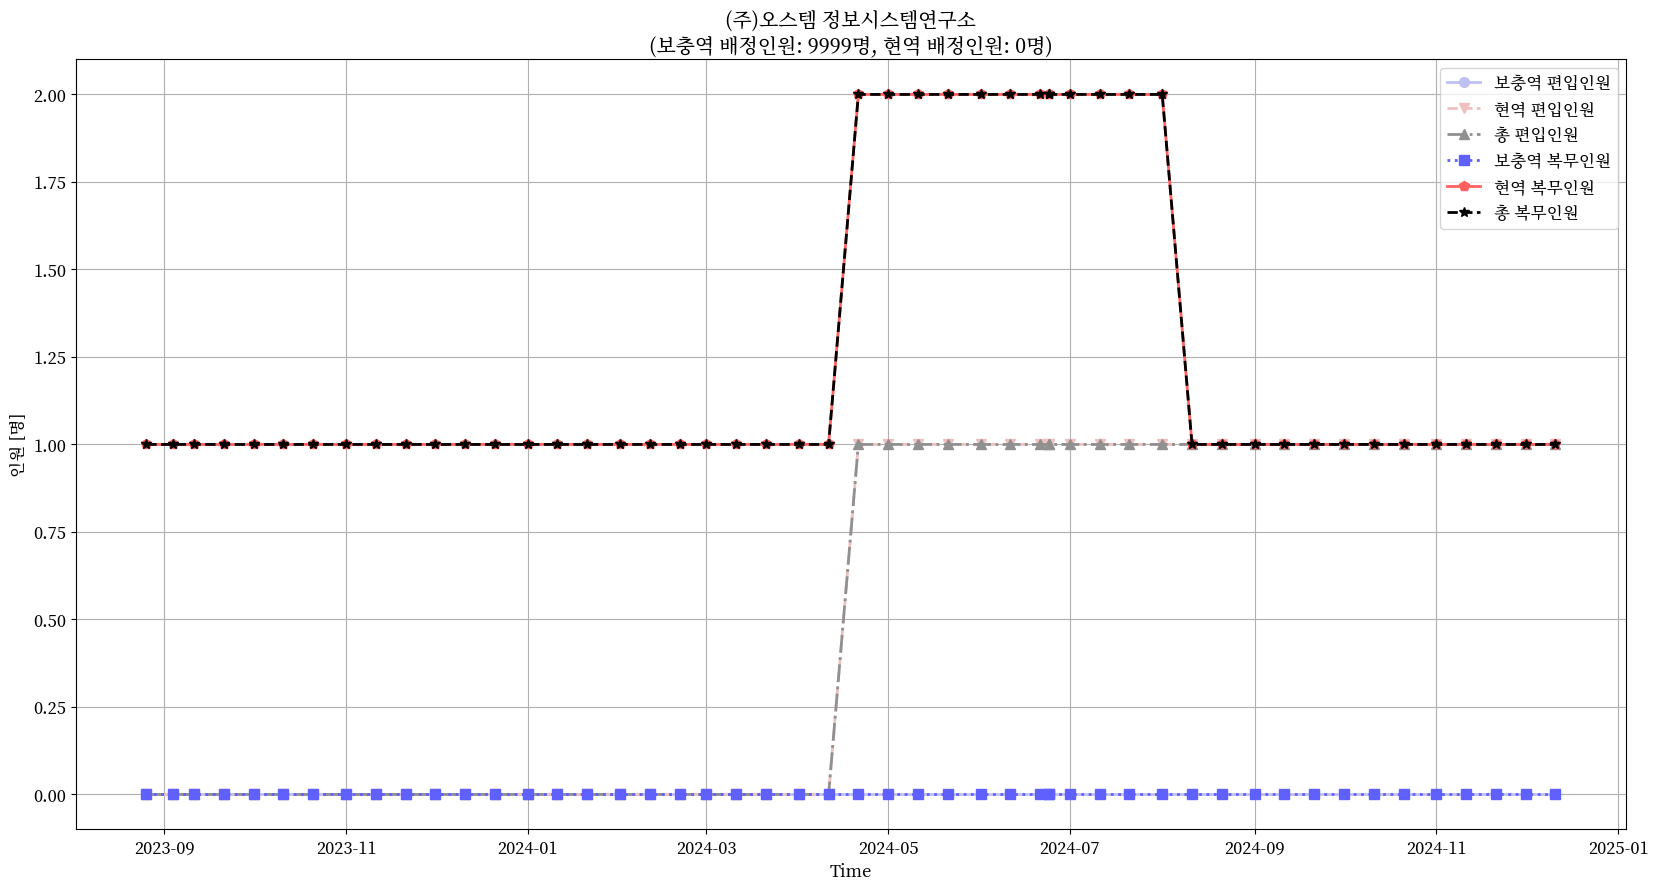 (주)오스템 정보시스템연구소
(보충역 배정인원: 9999명, 현역 배정인원: 0명)
보충역 편입인원
현역 편입인원
총 편입인원
보충역 복무인원
현역 복무인원
총 복무인원
인원 [명]
2.00
1.75
1.50
1.25
1.00
0.75
0.50
0.25
0.00
2023-09
2023-11
2024-01
2024-03
2024-05
2024-07
2024-09
2024-11
2025-01
Time